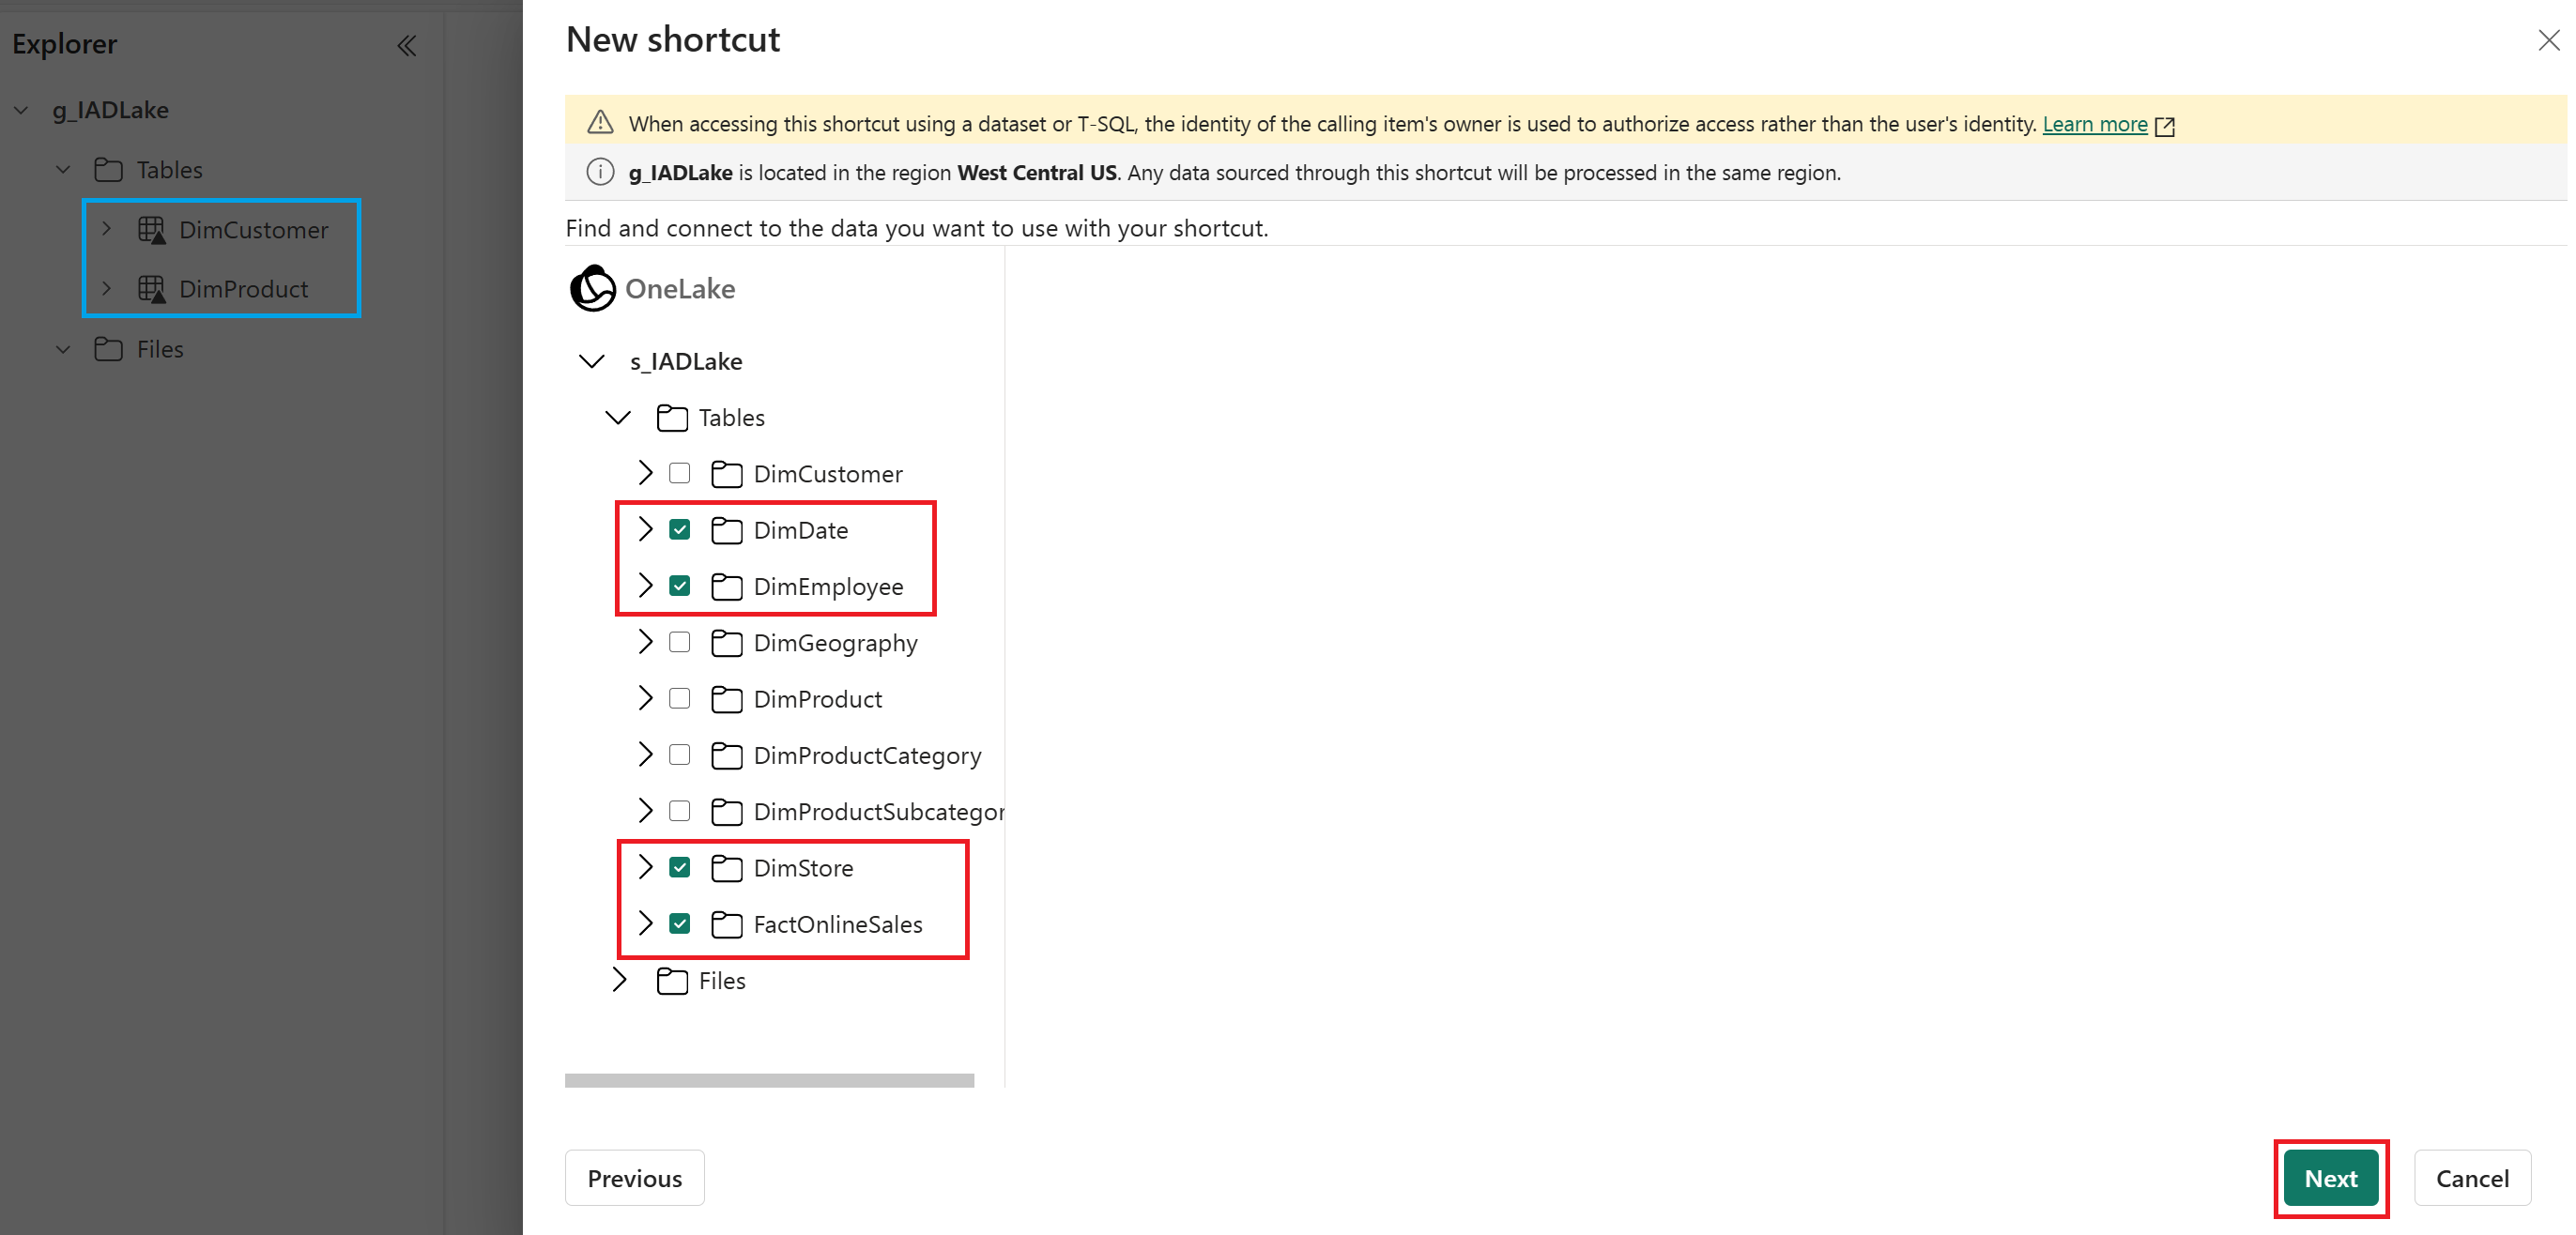 Explorer
g_IADLake
Tables
DimCustomer
DimProduct
Files
New shortcut
When accessing this shortcut using a dataset or T-SQL, the identity of the calling item's owner is used to authorize access rather than the user's identity. Learn more
g_IADLake is located in the region West Central US. Any data sourced through this shortcut will be processed in the same region.
Find and connect to the data you want to use with your shortcut.
OneLake
s_IADLake
Tables
DimCustomer
DimDate
DimEmployee
DimGeography
DimProduct
DimProductCategory
DimProductSubcategor
DimStore
FactOnlineSales
Files
Previous
Next
Cancel